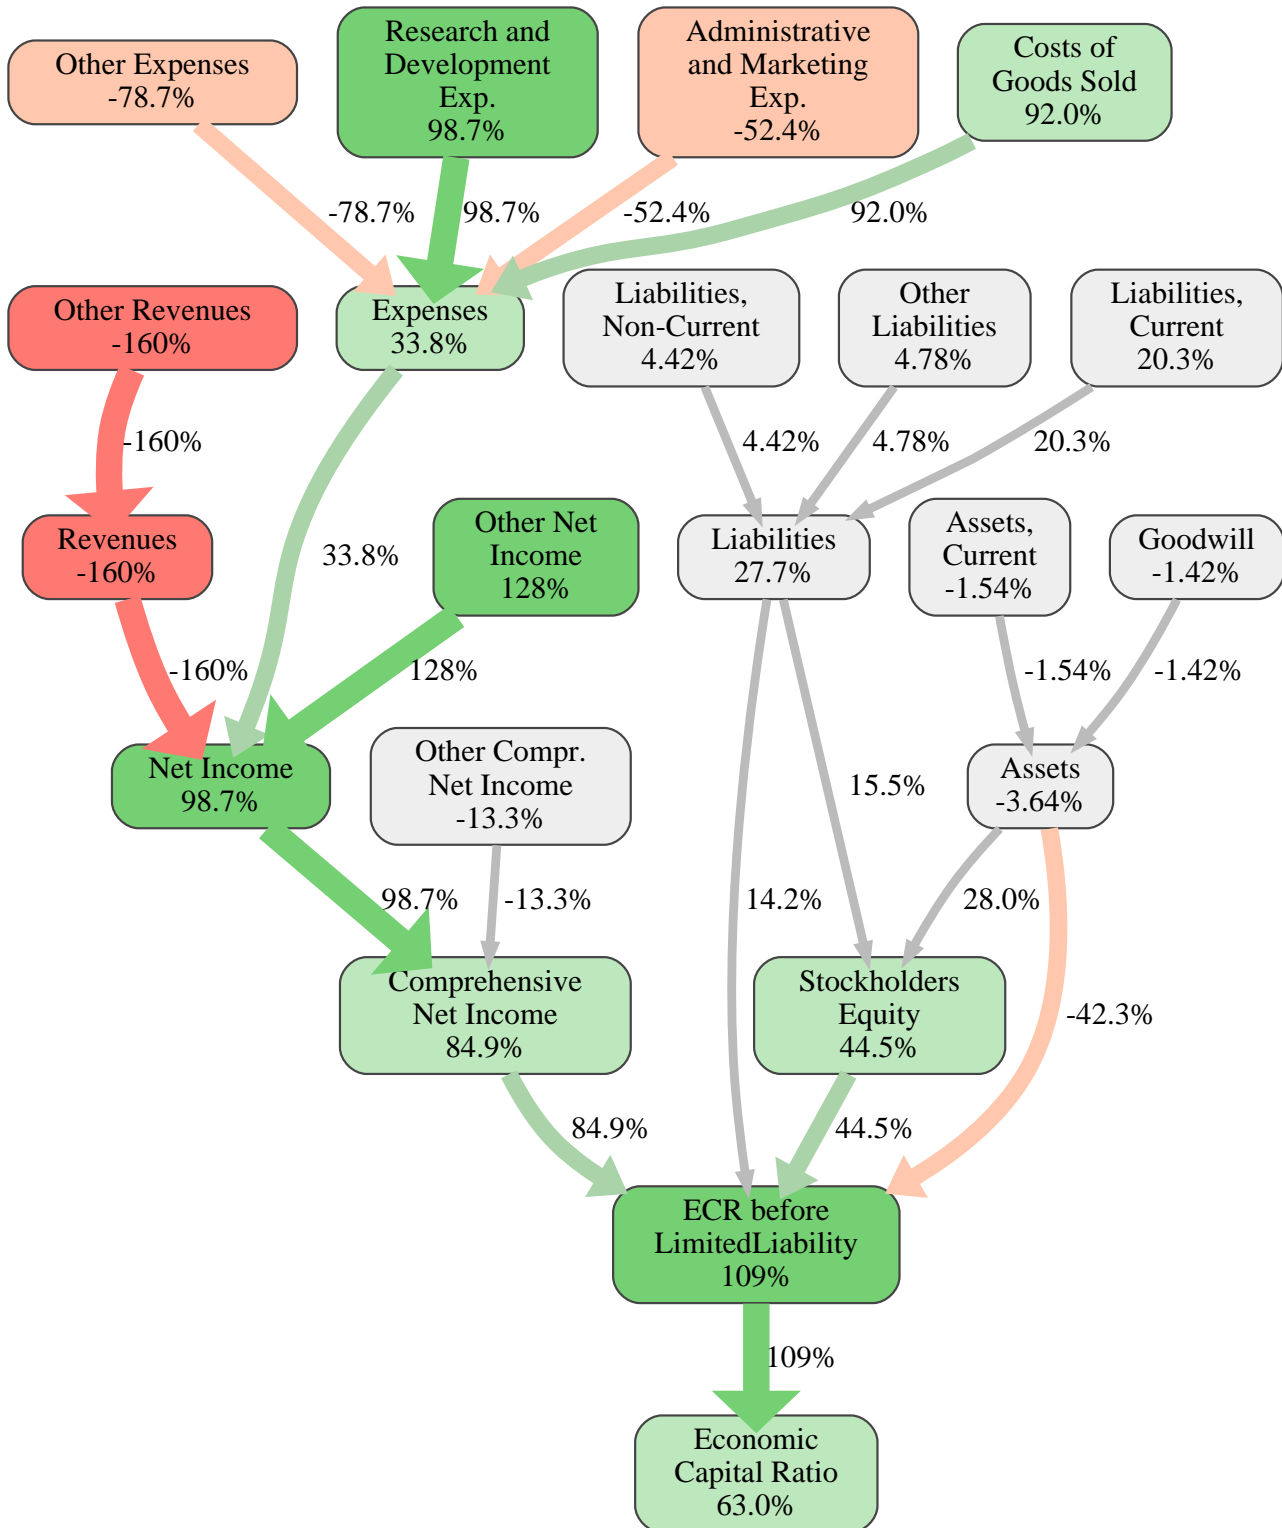 Other Expenses
-78.7%
Research and
Development
Exp.
98.7%
Administrative
and Marketing
Exp.
-52.4%
Costs of
Goods Sold
92.0%
-78.7%
98.7%
-52.4%
92.0%
Other Revenues
-160%
Expenses
33.8%
Liabilities,
Non-Current
4.42%
Other
Liabilities
4.78%
Liabilities,
Current
20.3%
-160%
4.42%
4.78%
20.3%
Revenues
-160%
33.8%
Other Net
Income
128%
Liabilities
27.7%
Assets,
Current
-1.54%
Goodwill
-1.42%
-160%
128%
-1.54%
-1.42%
Net Income
98.7%
Other Compr.
Net Income
-13.3%
15.5%
Assets
-3.64%
98.7%
-13.3%
14.2%
28.0%
Comprehensive
Net Income
84.9%
Stockholders
Equity
44.5%
-42.3%
84.9%
44.5%
ECR before
LimitedLiability
109%
109%
Economic
Capital Ratio
63.0%